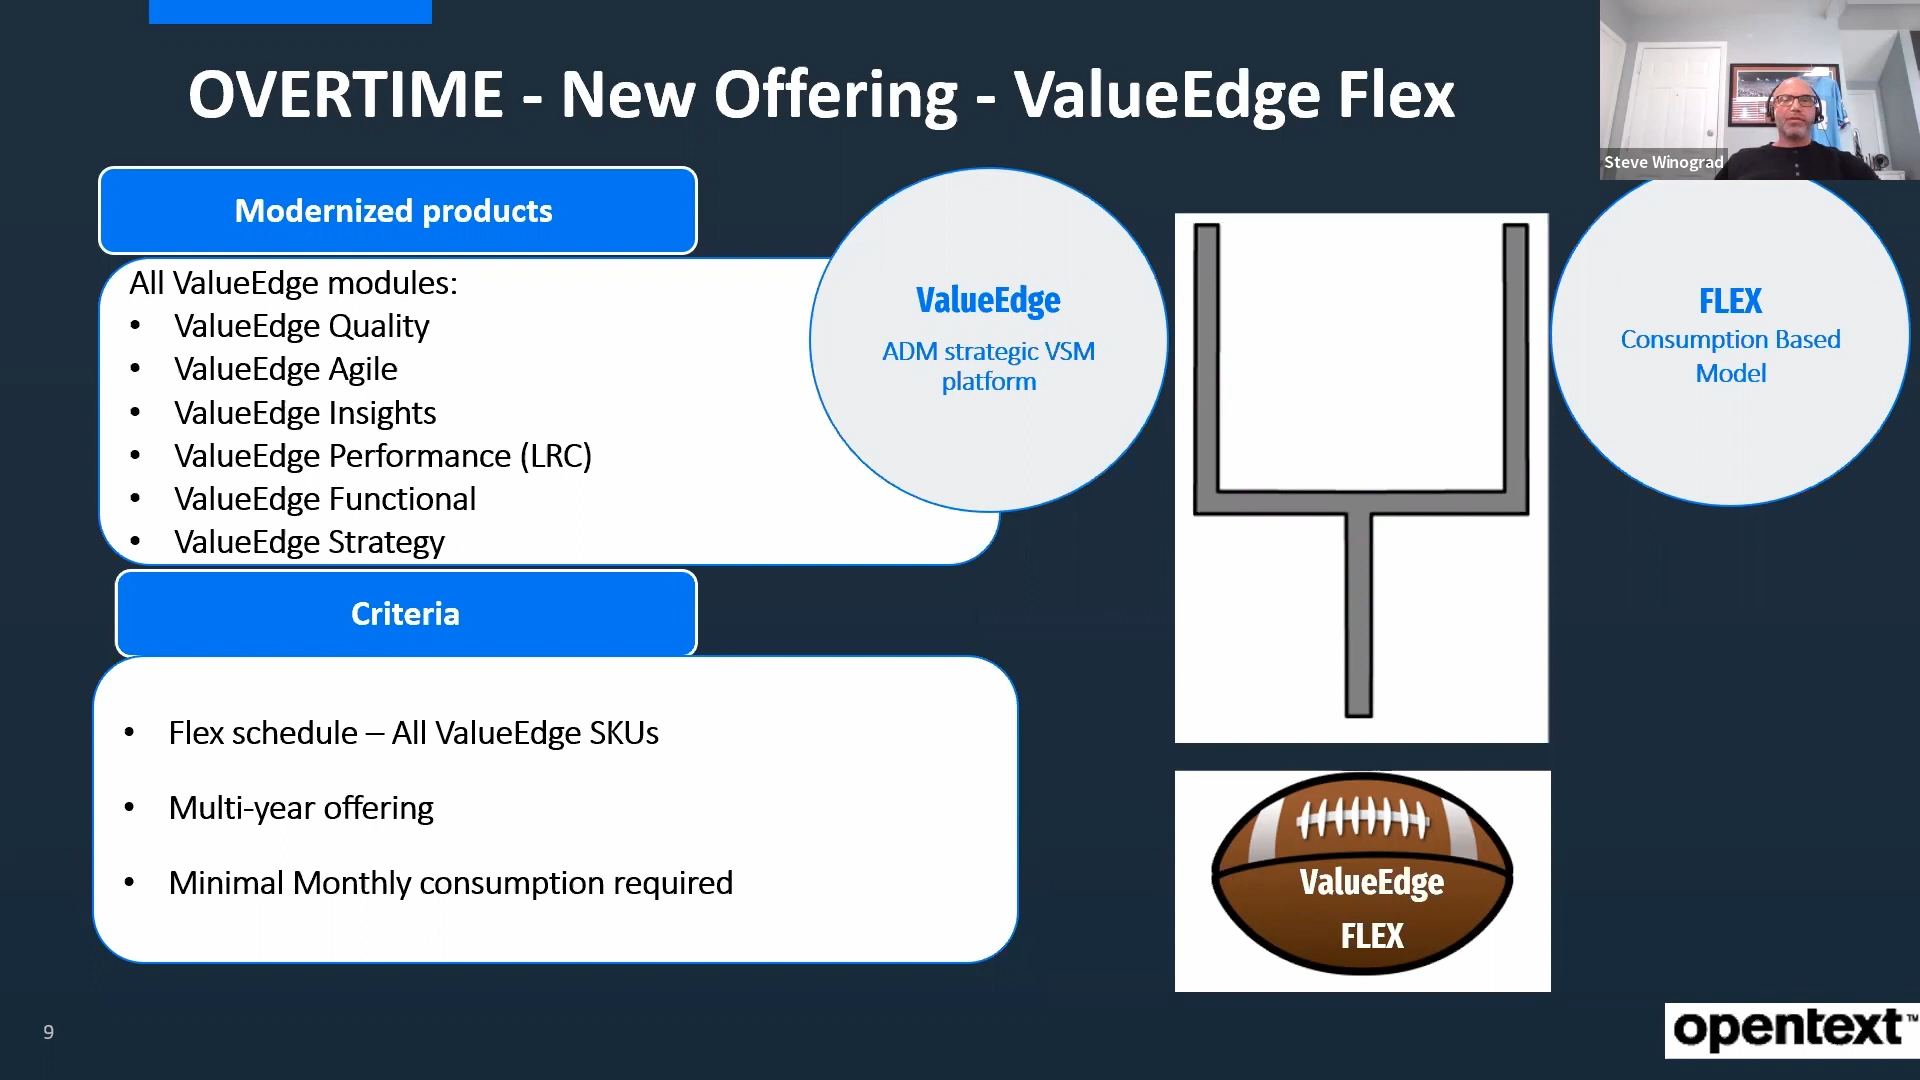 OVERTIME - New Offering - ValueEdge Flex
Steve Winograd
Modernized products
All ValueEdge modules:
• ValueEdge Quality
• ValueEdge Agile
• ValueEdge Insights
• ValueEdge Performance (LRC)
• ValueEdge Functional
• ValueEdge Strategy
ValueEdge
ADM strategic VSM
platform
FLEX
Consumption Based
Model
Criteria
• Flex schedule – All ValueEdge SKUs
• Multi-year offering
• Minimal Monthly consumption required
ValueEdge
FLEX
9
opentext™